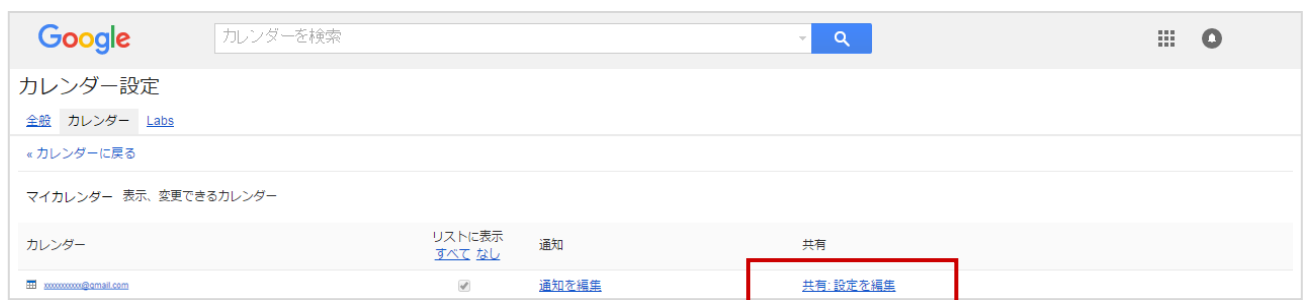 Google カレンダーを検索
カレンダー設定
全般 カレンダー Labs
« カレンダーに戻る
マイカレンダー 表示、変更できるカレンダー
カレンダー リストに表示 通知 共有
すべて なし
xxxxxxxxxx@gmail.com 通知を編集 共有: 設定を編集